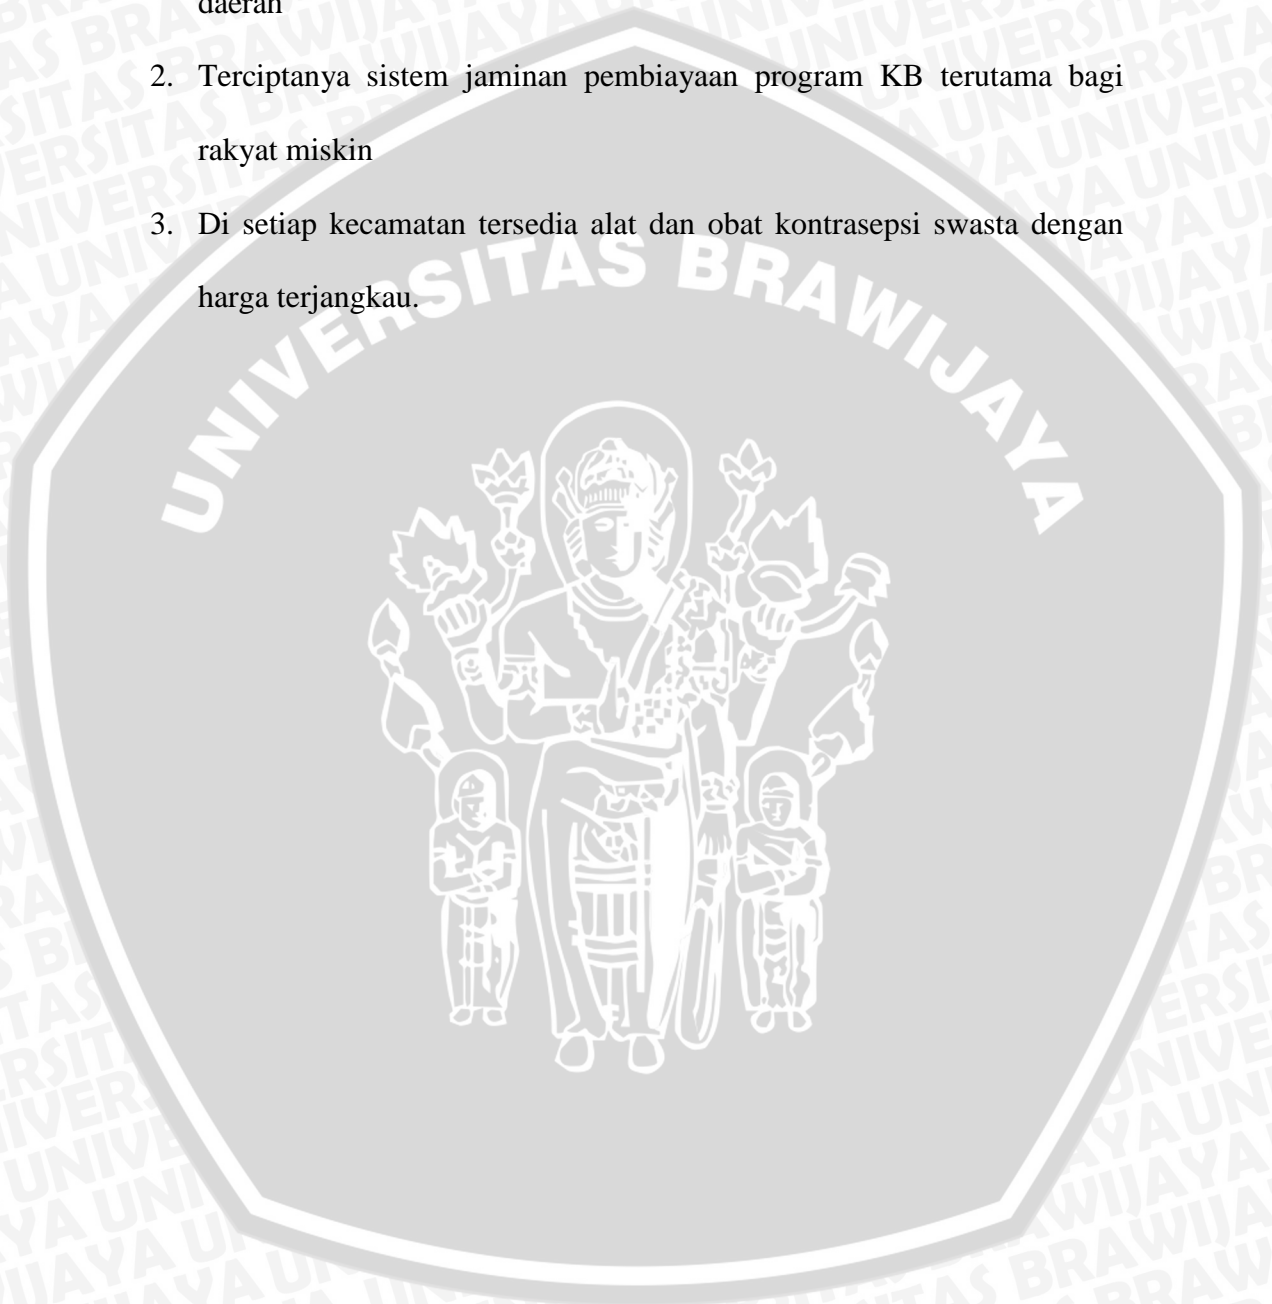 daerah
2. Terciptanya sistem jaminan pembiayaan program KB terutama bagi
rakyat miskin
3. Di setiap kecamatan tersedia alat dan obat kontrasepsi swasta dengan
harga terjangkau.
UNIVERSITAS BRAWIJAYA